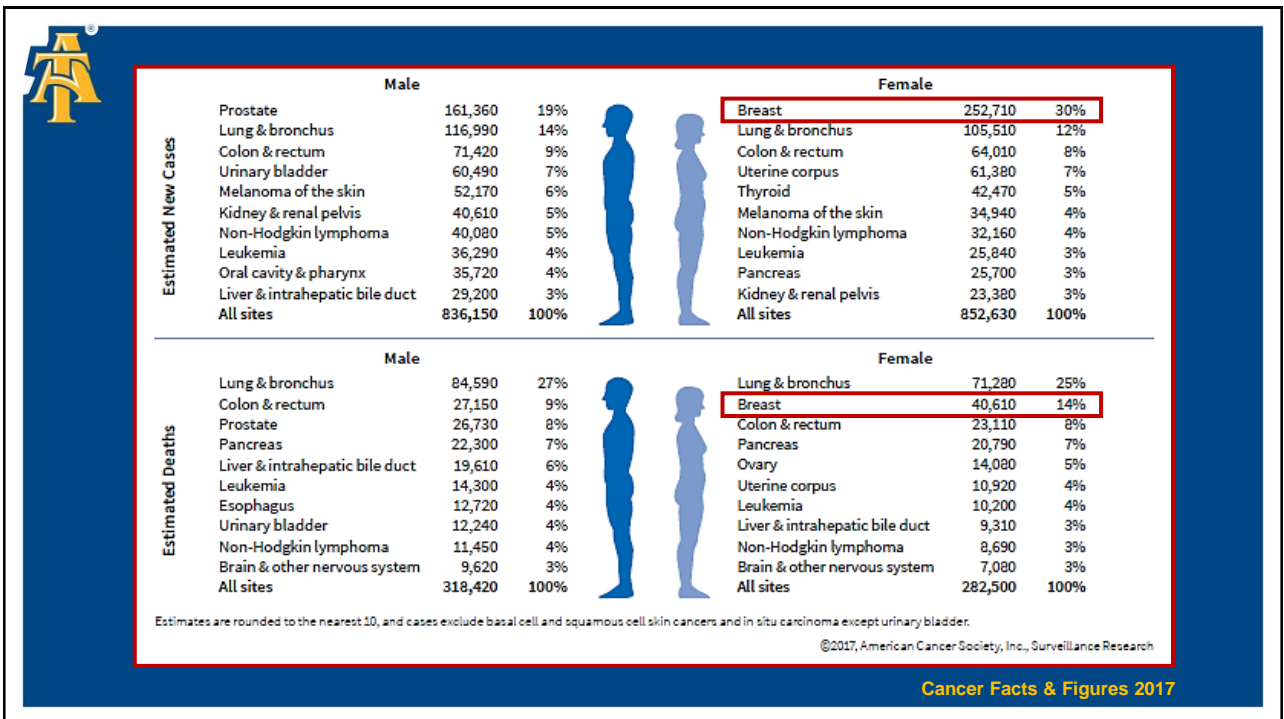 AT ®
Male Female
Estimated New Cases
Prostate 161,360 19% Breast 252,710 30%
Lung & bronchus 116,990 14% Lung & bronchus 105,510 12%
Colon & rectum 71,420 9% Colon & rectum 64,010 8%
Urinary bladder 60,490 7% Uterine corpus 61,380 7%
Melanoma of the skin 52,170 6% Thyroid 42,470 5%
Kidney & renal pelvis 40,610 5% Melanoma of the skin 34,940 4%
Non-Hodgkin lymphoma 40,080 5% Non-Hodgkin lymphoma 32,160 4%
Leukemia 36,290 4% Leukemia 25,840 3%
Oral cavity & pharynx 35,720 4% Pancreas 25,700 3%
Liver & intrahepatic bile duct 29,200 3% Kidney & renal pelvis 23,380 3%
All sites 836,150 100% All sites 852,630 100%
Male Female
Estimated Deaths
Lung & bronchus 84,590 27% Lung & bronchus 71,280 25%
Colon & rectum 27,150 9% Breast 40,610 14%
Prostate 26,730 8% Colon & rectum 23,110 8%
Pancreas 22,300 7% Pancreas 20,790 7%
Liver & intrahepatic bile duct 19,610 6% Ovary 14,080 5%
Leukemia 14,300 4% Uterine corpus 10,920 4%
Esophagus 12,720 4% Leukemia 10,200 4%
Urinary bladder 12,240 4% Liver & intrahepatic bile duct 9,310 3%
Non-Hodgkin lymphoma 11,450 4% Non-Hodgkin lymphoma 8,690 3%
Brain & other nervous system 9,620 3% Brain & other nervous system 7,080 3%
All sites 318,420 100% All sites 282,500 100%
Estimates are rounded to the nearest 10, and cases exclude basal cell and squamous cell skin cancers and in situ carcinoma except urinary bladder.
©2017, American Cancer Society, Inc., Surveillance Research
Cancer Facts & Figures 2017